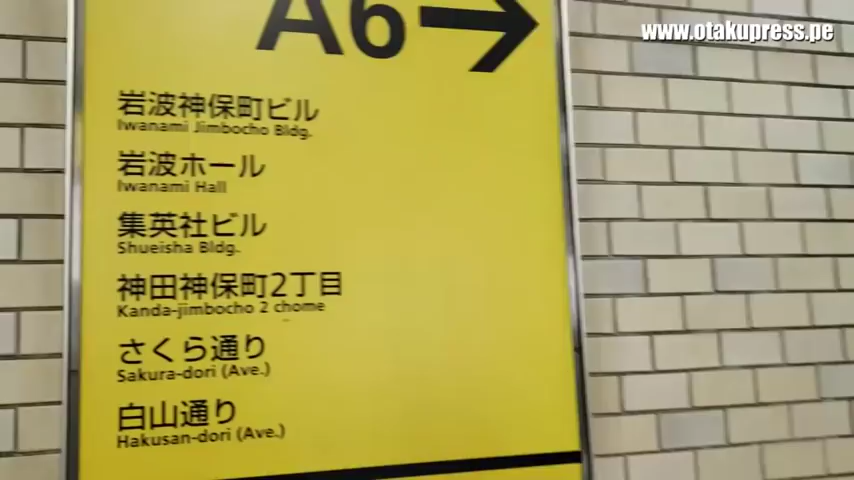 www.otakupress.pe
A6 →
岩波神保町ビル
Iwanami Jimbocho Bldg.
岩波ホール
Iwanami Hall
集英社ビル
Shueisha Bldg.
神田神保町2丁目
Kanda-jimbocho 2 chome
さくら通り
Sakura-dori (Ave.)
白山通り
Hakusan-dori (Ave.)